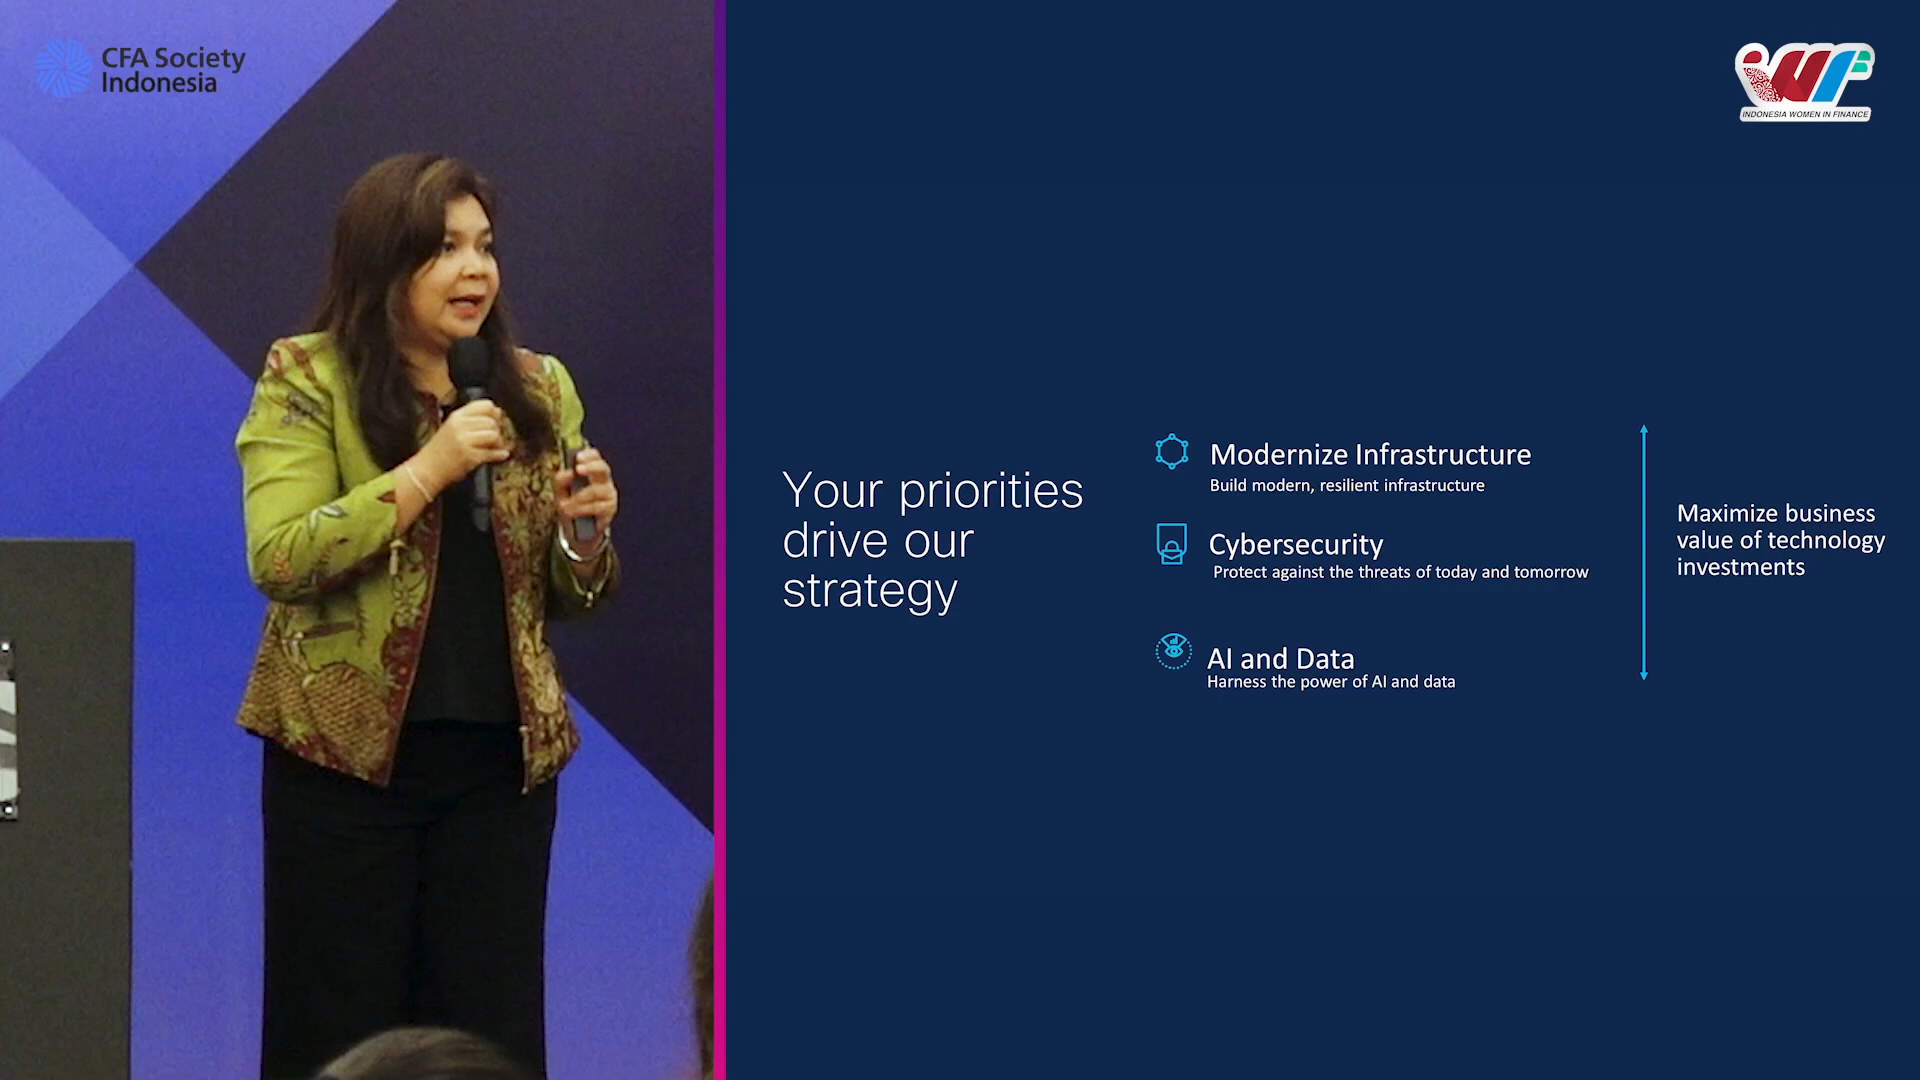 CFA Society
Indonesia
INDONESIA WOMEN IN FINANCE
Your priorities
drive our
strategy
Modernize Infrastructure
Build modern, resilient infrastructure
Cybersecurity
Protect against the threats of today and tomorrow
AI and Data
Harness the power of AI and data
Maximize business
value of technology
investments